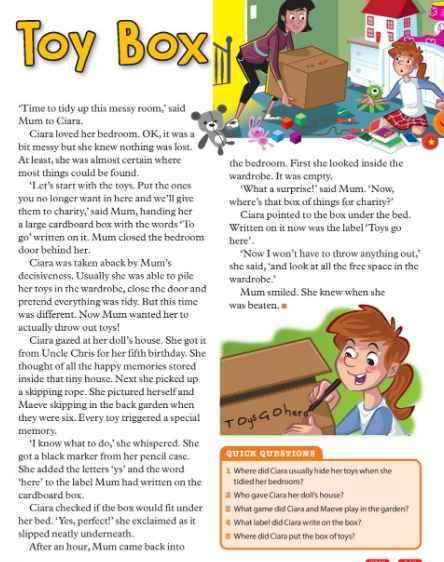 Toy Box
'Time to tidy up this messy room,' said
Mum to Ciara.
Ciara loved her bedroom. OK, it was a
bit messy but she knew nothing was lost.
At least, she was almost certain where
most things could be found.
'Let's start with the toys. Put the ones
you no longer want in here and we'll give
them to charity,' said Mum, handing her
a large cardboard box with the words 'To
go' written on it. Mum closed the bedroom
door behind her.
Ciara was taken aback by Mum's
decisiveness. Usually she was able to pile
her toys in the wardrobe, close the door and
pretend everything was tidy. But this time
was different. Now Mum wanted her to
actually throw out toys!
Ciara gazed at her doll's house. She got it
from Uncle Chris for her fifth birthday. She
thought of all the happy memories stored
inside that tiny house. Next she picked up
a skipping rope. She pictured herself and
Maeve skipping in the back garden when
they were six. Every toy triggered a special
memory.
'I know what to do,' she whispered. She
got a black marker from her pencil case.
She added the letters 'ys' and the word
'here' to the label Mum had written on the
cardboard box.
Ciara checked if the box would fit under
her bed. 'Yes, perfect!' she exclaimed as it
slipped neatly underneath.
After an hour, Mum came back into
TO GO
the bedroom. First she looked inside the
wardrobe. It was empty.
'What a surprise!' said Mum. 'Now,
where's that box of things for charity?'
Ciara pointed to the box under the bed.
Written on it now was the label 'Toys go
here'.
'Now I won't have to throw anything out,'
she said, 'and look at all the free space in the
wardrobe.'
Mum smiled. She knew when she
was beaten.
TOys GO here
QUICK QUESTIONS
1 Where did Ciara usually hide her toys when she
tidied her bedroom?
2 Who gave Ciara her doll's house?
3 What game did Ciara and Maeve play in the garden?
4 What label did Ciara write on the box?
5 Where did Ciara put the box of toys?